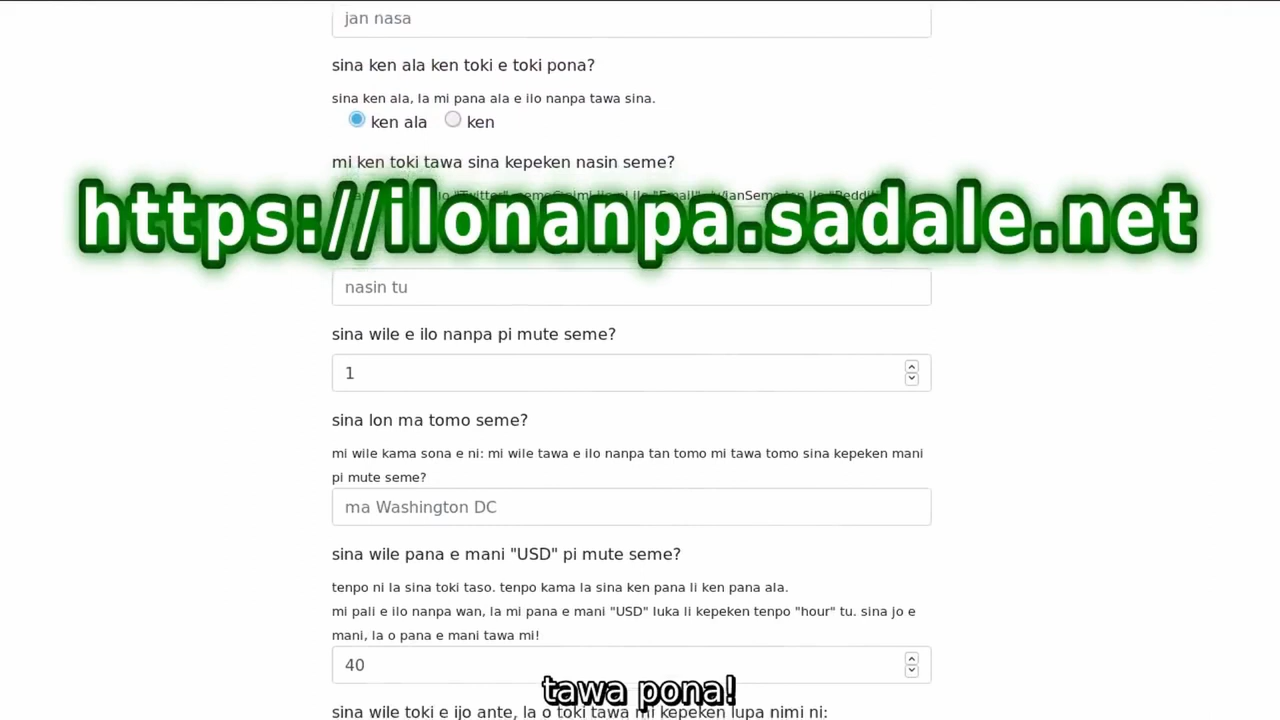 jan nasa
sina ken ala ken toki e toki pona?
sina ken ala, la mi pana ala e ilo nanpa tawa sina.
ken ala ken
mi ken toki tawa sina kepeken nasin seme?
https://ilonanpa.sadale.net
nasin tu
sina wile e ilo nanpa pi mute seme?
1
sina lon ma tomo seme?
mi wile kama sona e ni: mi wile tawa e ilo nanpa tan tomo mi tawa tomo sina kepeken mani
pi mute seme?
ma Washington DC
sina wile pana e mani "USD" pi mute seme?
tenpo ni la sina toki taso. tenpo kama la sina ken pana li ken pana ala.
mi pali e ilo nanpa wan, la mi pana e mani "USD" luka li kepeken tenpo "hour" tu. sina jo e
mani, la o pana e mani tawa mi!
40
tawa pona!
sina wile toki e ijo ante, la o toki tawa mi kepeken lupa nimi ni: